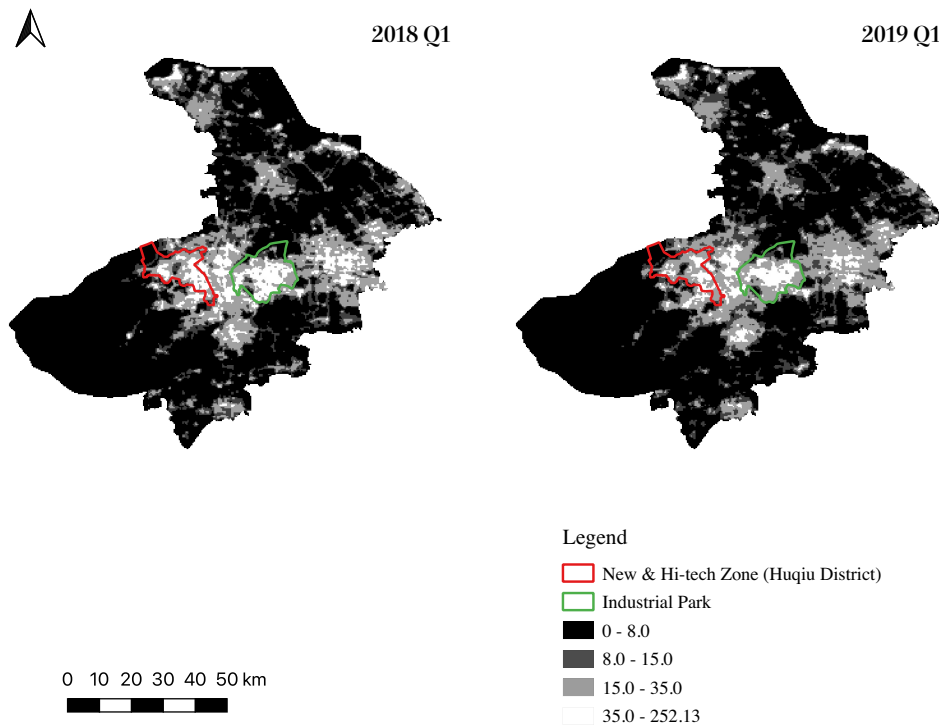 2018 Q1
2019 Q1
Legend
New & Hi-tech Zone (Huqiu District)
Industrial Park
0 - 8.0
8.0 - 15.0
15.0 - 35.0
35.0 - 252.13
0 10 20 30 40 50 km